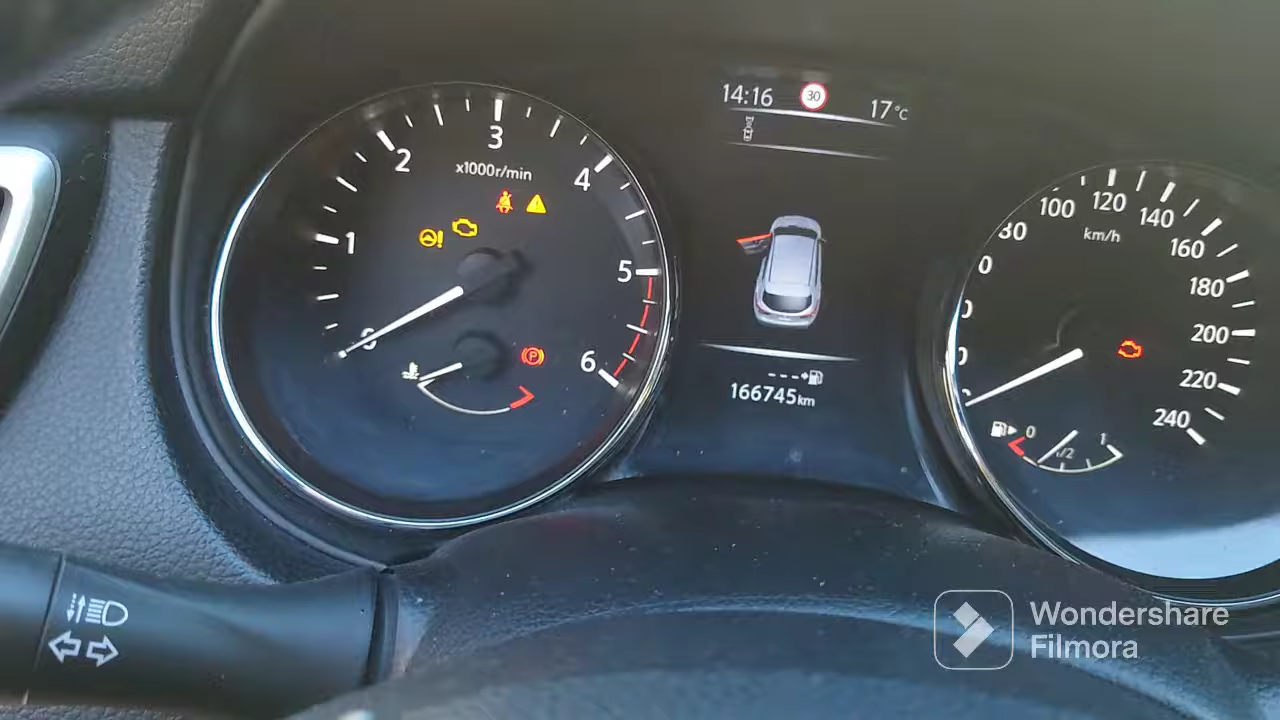 14:16 30 17°C
3
2 4
x1000r/min
1 5
0 6
P
--- 
166745km
100 120 140
80 km/h 160
180
200
220
240
0 1/2 1
Wondershare
Filmora